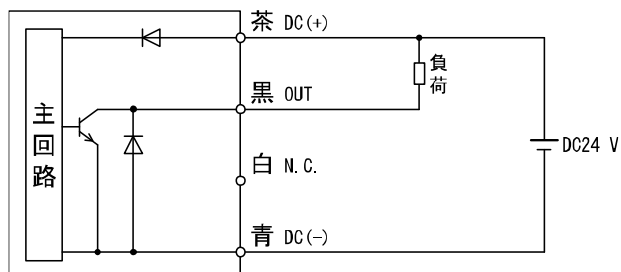 茶 DC(+)
負荷
黒 OUT
主回路
白 N.C.
DC24 V
青 DC(-)